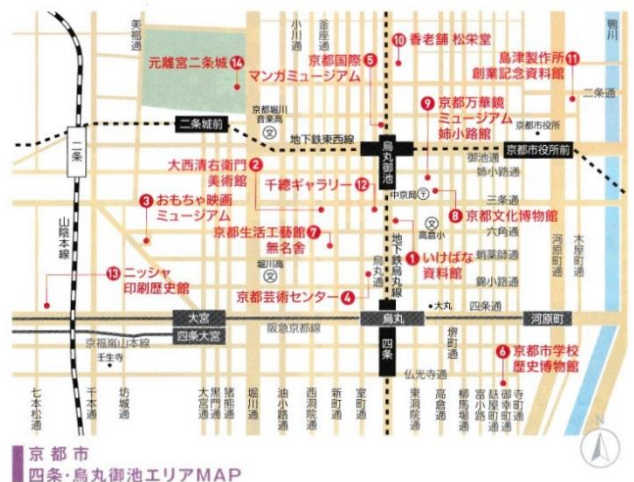 美福通
小川通
釜座通
鴨川
⑩香老舗 松栄堂
元離宮二条城⑭
京都国際⑤
マンガミュージアム
島津製作所⑪
創業記念資料館
二条通
⑨京都万華鏡
ミュージアム
姉小路館
京都堀川
音楽高
文
京都市役所
二条城前
地下鉄東西線
烏丸御池
京都市役所前
二条
御池通
姉小路通
大西清右衛門②
美術館
千總ギャラリー⑫
中京局
三条通
③おもちゃ映画
ミュージアム
⑧京都文化博物館
文
高倉小
六角通
京都生活工藝館
⑦無名舎
山陰本線
烏丸通
地下鉄烏丸線
①いけばな
資料館
蛸薬師通
河原町通
木屋町通
堀川高
文
錦小路通
⑬ニッシャ
印刷歴史館
京都芸術センター④
大丸
四条通
大宮
烏丸
河原町
四条大宮
阪急京都線
京福嵐山本線
壬生寺
四条
堺町通
⑥京都市学校
歴史博物館
仏光寺通
七本松通
千本通
坊城通
大宮通
黒門通
猪熊通
堀川通
油小路通
西洞院通
新町通
室町通
東洞院通
高倉通
柳馬場通
富小路通
麩屋町通
御幸町通
寺町通
N
京都市
四条・烏丸御池エリアMAP